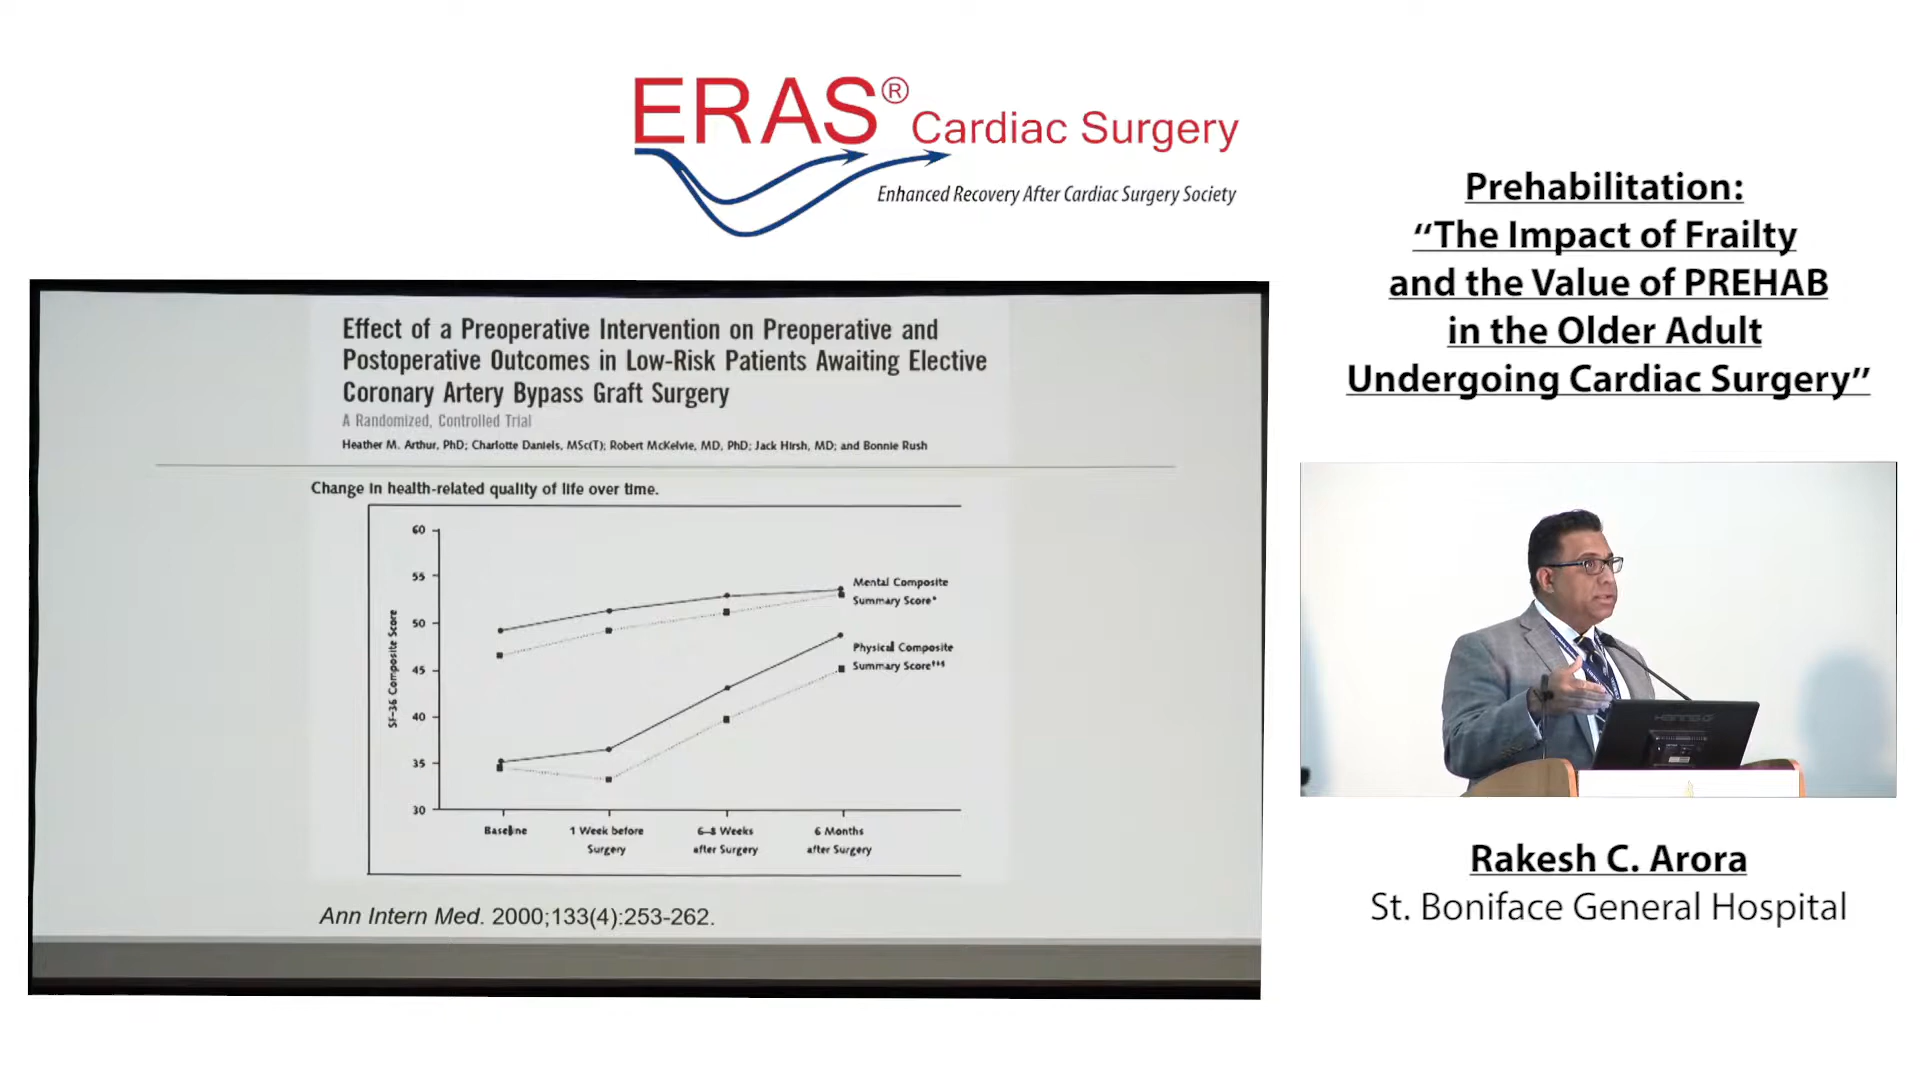 ERAS® Cardiac Surgery
Enhanced Recovery After Cardiac Surgery Society
Prehabilitation:
“The Impact of Frailty
and the Value of PREHAB
in the Older Adult
Undergoing Cardiac Surgery”
Effect of a Preoperative Intervention on Preoperative and
Postoperative Outcomes in Low-Risk Patients Awaiting Elective
Coronary Artery Bypass Graft Surgery
A Randomized, Controlled Trial
Heather M. Arthur, PhD; Charlotte Daniels, MSc(T); Robert McKelvie, MD, PhD; Jack Hirsh, MD; and Bonnie Rush
Change in health-related quality of life over time.
SF-36 Composite Score
60
55
50
45
40
35
30
Mental Composite
Summary Score*
Physical Composite
Summary Score†‡§
Baseline
1 Week before
Surgery
6–8 Weeks
after Surgery
6 Months
after Surgery
Ann Intern Med. 2000;133(4):253-262.
Rakesh C. Arora
St. Boniface General Hospital